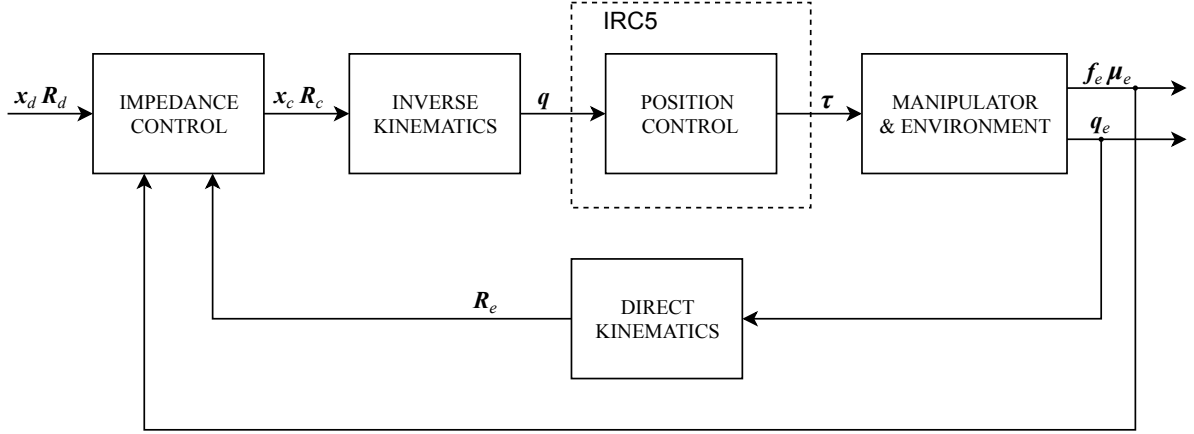 IRC5
x_d R_d
IMPEDANCE
CONTROL
x_c R_c
INVERSE
KINEMATICS
q
POSITION
CONTROL
τ
MANIPULATOR
& ENVIRONMENT
f_e μ_e
q_e
R_e
DIRECT
KINEMATICS